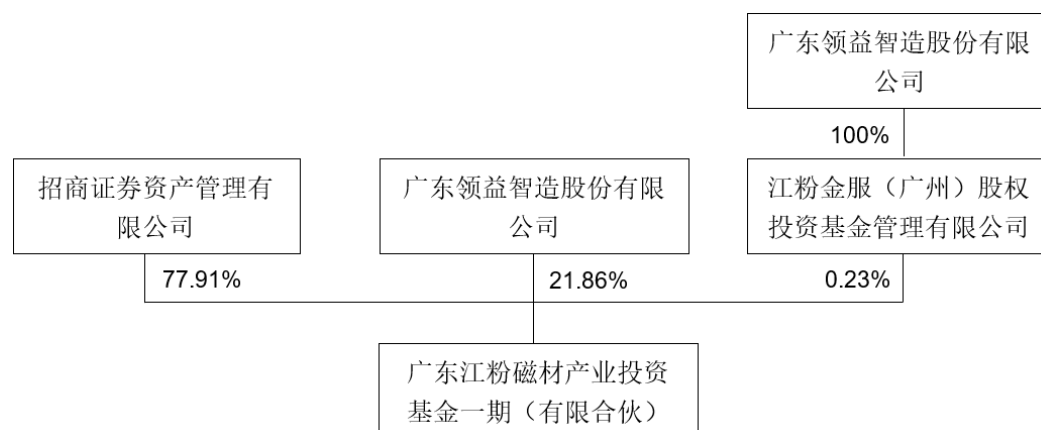 广东领益智造股份有限
公司
100%
招商证券资产管理有
限公司
广东领益智造股份有限
公司
江粉金服（广州）股权
投资基金管理有限公司
77.91%
21.86%
0.23%
广东江粉磁材产业投资
基金一期（有限合伙）